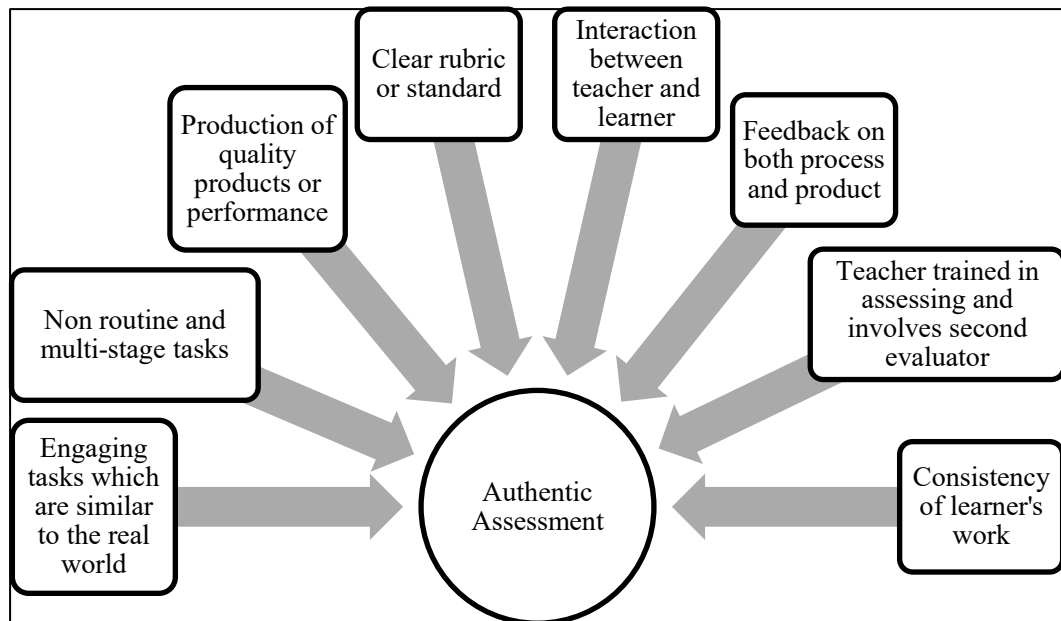 Engaging
tasks which
are similar
to the real
world
Non routine and
multi-stage tasks
Production of
quality
products or
performance
Clear rubric
or standard
Interaction
between
teacher and
learner
Feedback on
both process
and product
Teacher trained in
assessing and
involves second
evaluator
Consistency
of learner's
work
Authentic
Assessment